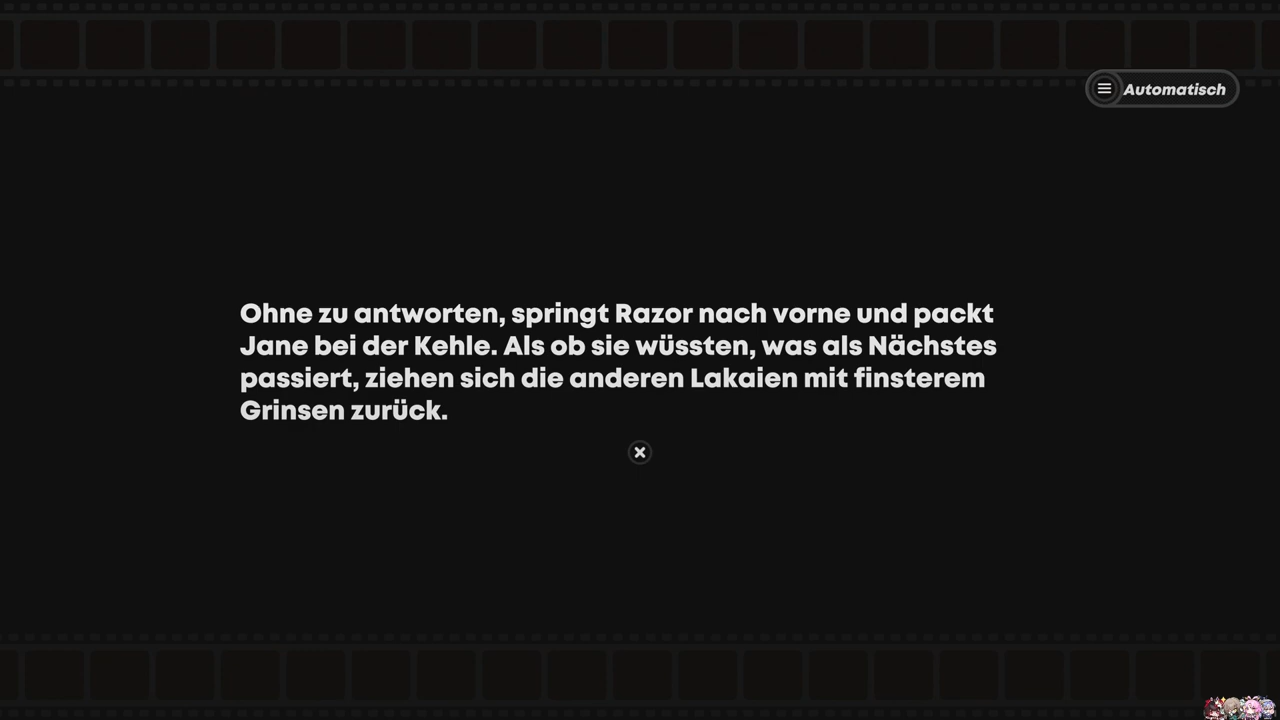 Automatisch
Ohne zu antworten, springt Razor nach vorne und packt
Jane bei der Kehle. Als ob sie wüssten, was als Nächstes
passiert, ziehen sich die anderen Lakaien mit finsterem
Grinsen zurück.